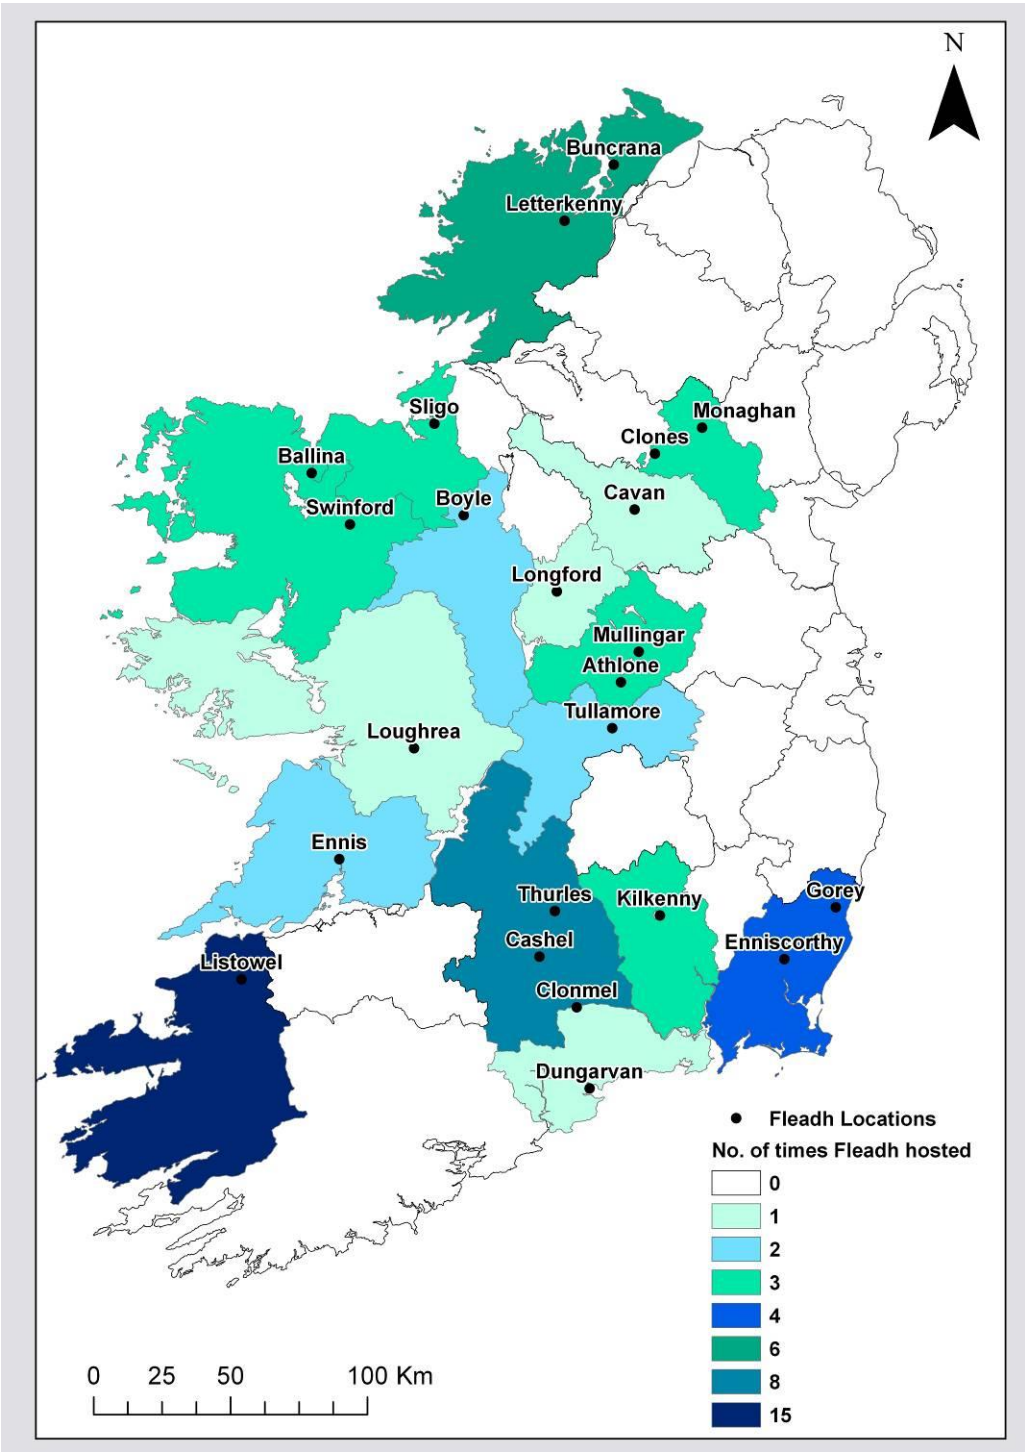 N
Buncrana
Letterkenny
Sligo
Monaghan
Clones
Ballina
Cavan
Boyle
Swinford
Longford
Mullingar
Athlone
Tullamore
Loughrea
Ennis
Gorey
Thurles
Kilkenny
Cashel
Enniscorthy
Listowel
Clonmel
Dungarvan
Fleadh Locations
No. of times Fleadh hosted
0
1
2
3
4
6
8
15
0 25 50 100 Km